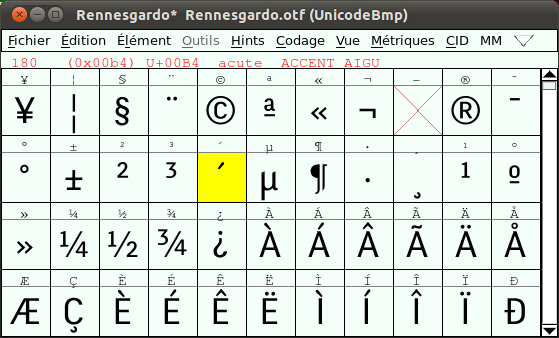 Rennesgardo*  Rennesgardo.otf (UnicodeBmp)
Fichier Édition Élément Outils Hints Codage Vue Métriques CID MM
180 (0x00b4) U+00B4 acute ACCENT AIGU
¥ ¦ § ¨ © ª « ¬ – ® ¯
¥ ¦ § ¨ © ª « ¬ ® ¯
° ± ² ³ ´ µ ¶ · ¸ ¹ º
° ± ² ³ ´ µ ¶ · ¸ ¹ º
» ¼ ½ ¾ ¿ À Á Â Ã Ä Å
» ¼ ½ ¾ ¿ À Á Â Ã Ä Å
Æ Ç È É Ê Ë Ì Í Î Ï Ð
Æ Ç È É Ê Ë Ì Í Î Ï Ð